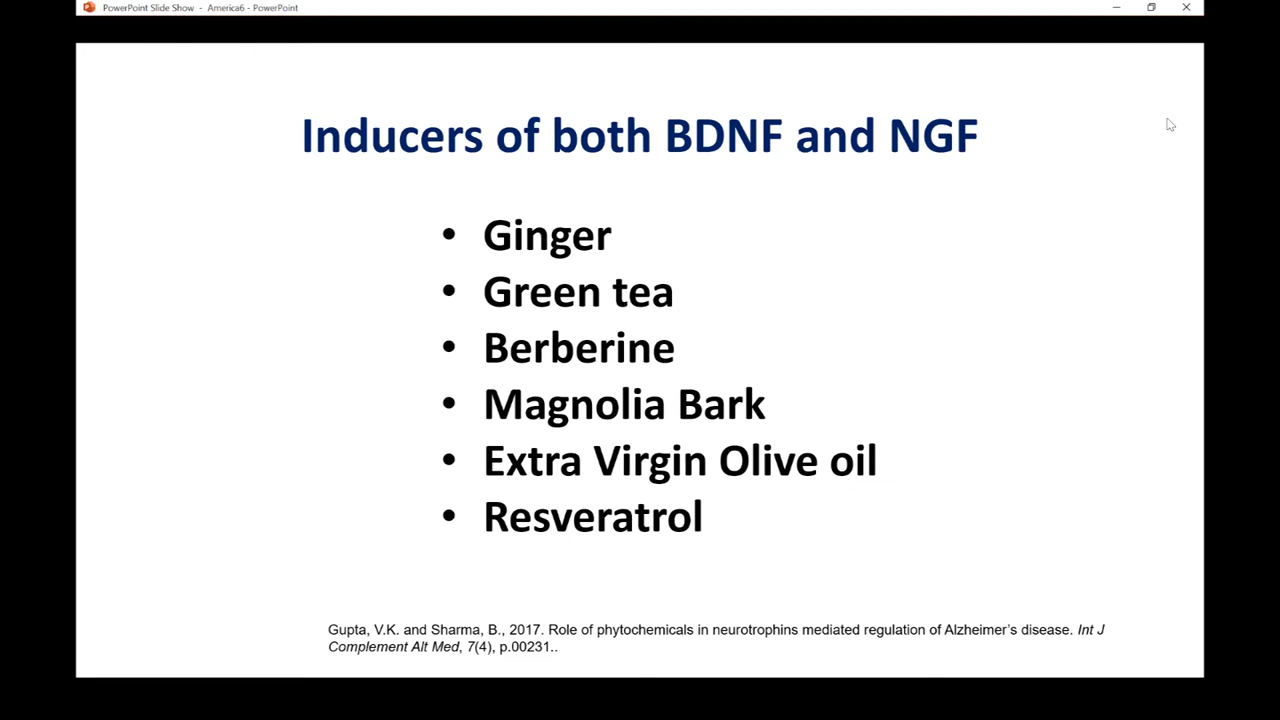 PowerPoint Slide Show - America6 - PowerPoint
Inducers of both BDNF and NGF
• Ginger
• Green tea
• Berberine
• Magnolia Bark
• Extra Virgin Olive oil
• Resveratrol
Gupta, V.K. and Sharma, B., 2017. Role of phytochemicals in neurotrophins mediated regulation of Alzheimer’s disease. Int J
Complement Alt Med, 7(4), p.00231..